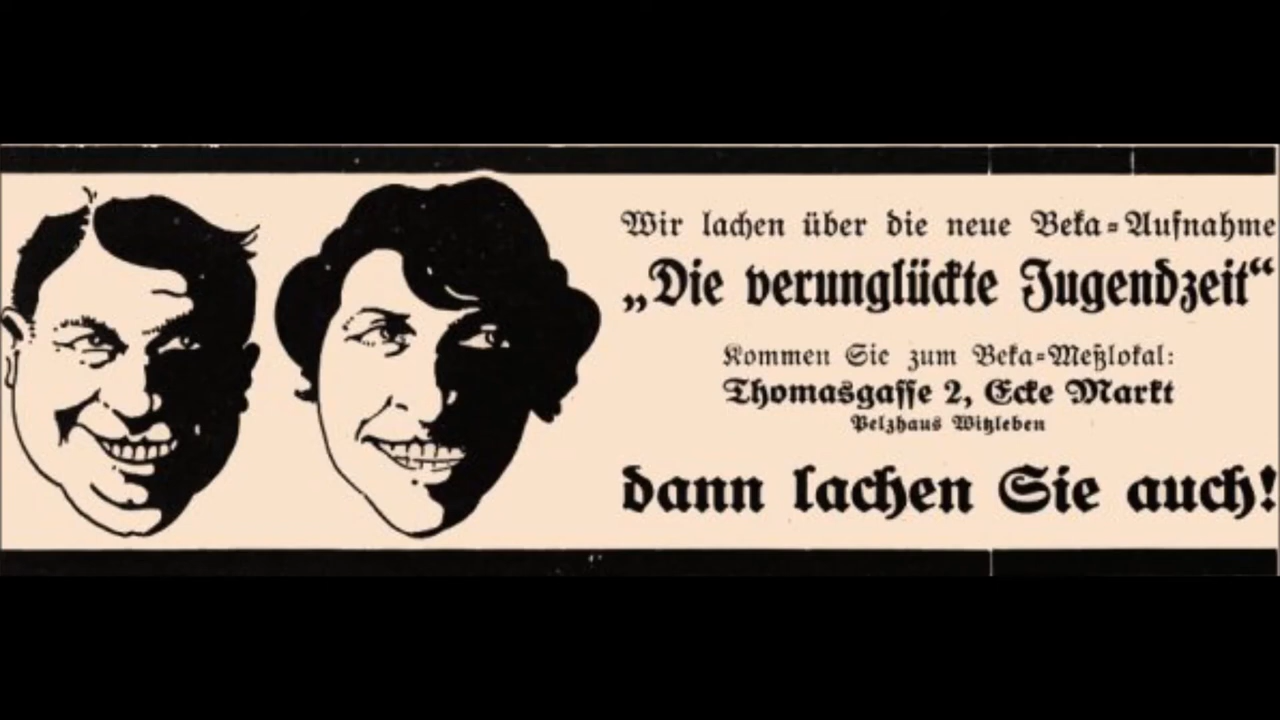 Wir lachen über die neue Beka=Aufnahme
„Die verunglückte Jugendzeit“
Kommen Sie zum Beka=Meßlokal:
Thomasgasse 2, Ecke Markt
Pelzhaus Witzleben
dann lachen Sie auch!